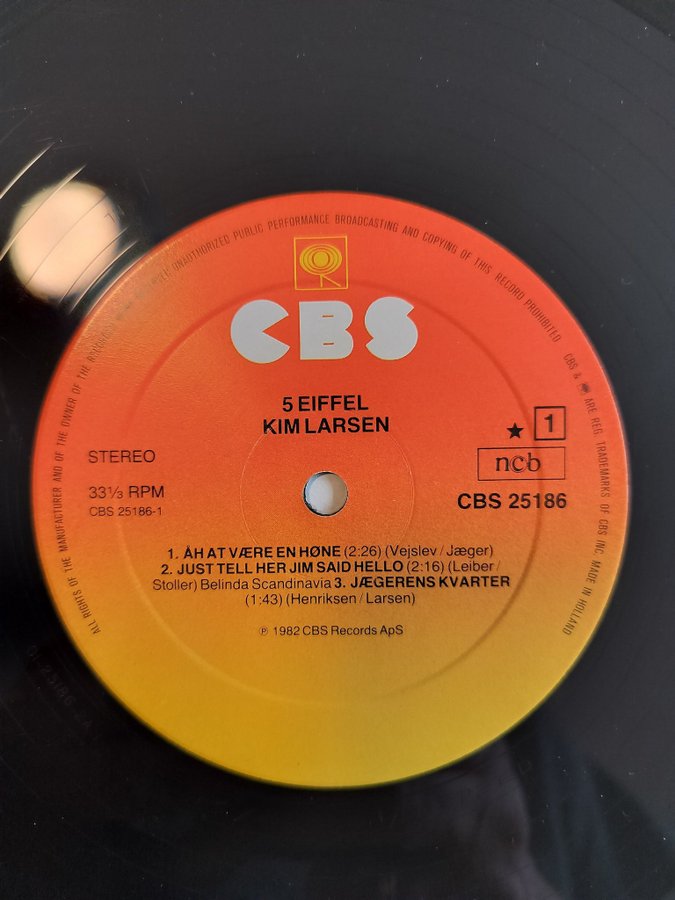 ALL RIGHTS OF THE MANUFACTURER AND OF THE OWNER OF THE UNAUTHORIZED PUBLIC PERFORMANCE BROADCASTING AND COPYING OF THIS RECORD PROHIBITED CBS & ARE REG. TRADEMARKS OF CBS INC. MADE IN HOLLAND
CBS
5 EIFFEL
KIM LARSEN
★ 1
STEREO
ncb
33⅓ RPM
CBS 25186
CBS 25186-1
1. ÅH AT VÆRE EN HØNE (2:26) (Vejslev / Jæger)
2. JUST TELL HER JIM SAID HELLO (2:16) (Leiber /
Stoller) Belinda Scandinavia 3. JÆGERENS KVARTER
(1:43) (Henriksen / Larsen)
℗ 1982 CBS Records ApS